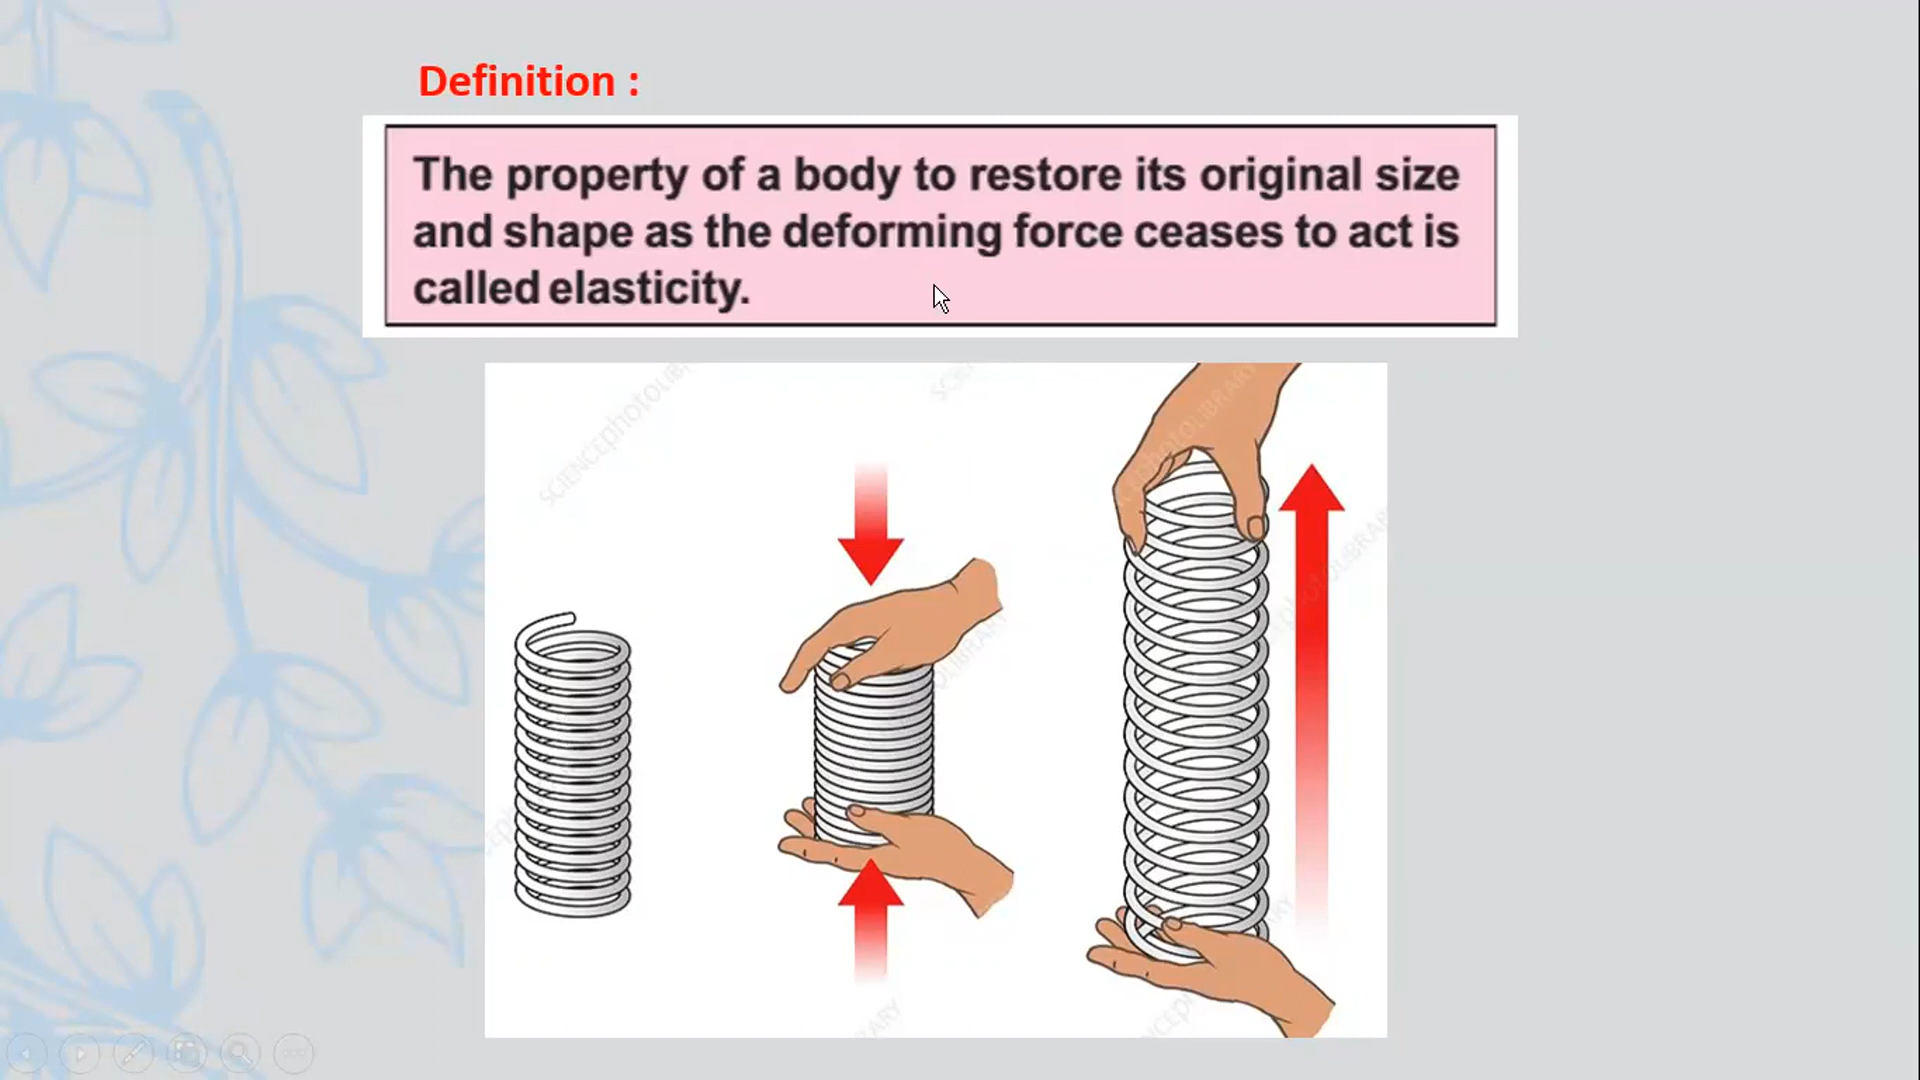 Definition :
The property of a body to restore its original size
and shape as the deforming force ceases to act is
called elasticity.
SCIENCEphotoLIBRARY